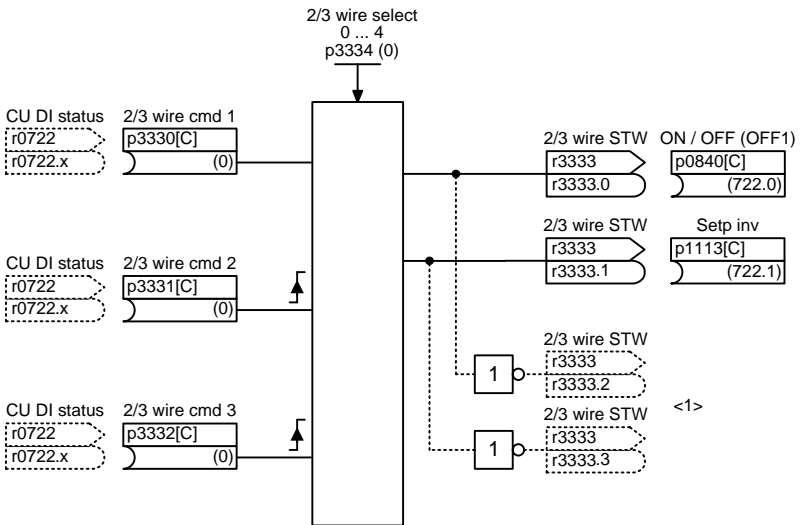 2/3 wire select
0 ... 4
p3334 (0)
CU DI status
r0722
r0722.x
2/3 wire cmd 1
p3330[C]
(0)
2/3 wire STW
r3333
r3333.0
ON / OFF (OFF1)
p0840[C]
(722.0)
2/3 wire STW
r3333
r3333.1
Setp inv
p1113[C]
(722.1)
CU DI status
r0722
r0722.x
2/3 wire cmd 2
p3331[C]
(0)
2/3 wire STW
1
r3333
r3333.2
<1>
CU DI status
r0722
r0722.x
2/3 wire cmd 3
p3332[C]
(0)
2/3 wire STW
1
r3333
r3333.3